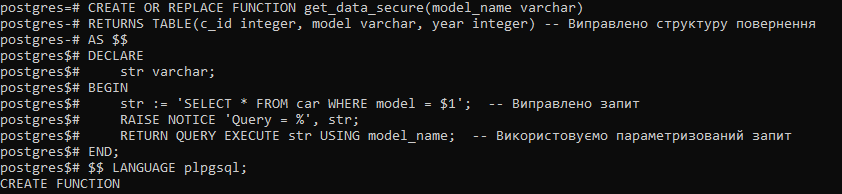 postgres=# CREATE OR REPLACE FUNCTION get_data_secure(model_name varchar)
postgres-# RETURNS TABLE(c_id integer, model varchar, year integer) -- Виправлено структуру повернення
postgres-# AS $$
postgres$# DECLARE
postgres$#     str varchar;
postgres$# BEGIN
postgres$#     str := 'SELECT * FROM car WHERE model = $1';  -- Виправлено запит
postgres$#     RAISE NOTICE 'Query = %', str;
postgres$#     RETURN QUERY EXECUTE str USING model_name;  -- Використовуємо параметризований запит
postgres$# END;
postgres$# $$ LANGUAGE plpgsql;
CREATE FUNCTION